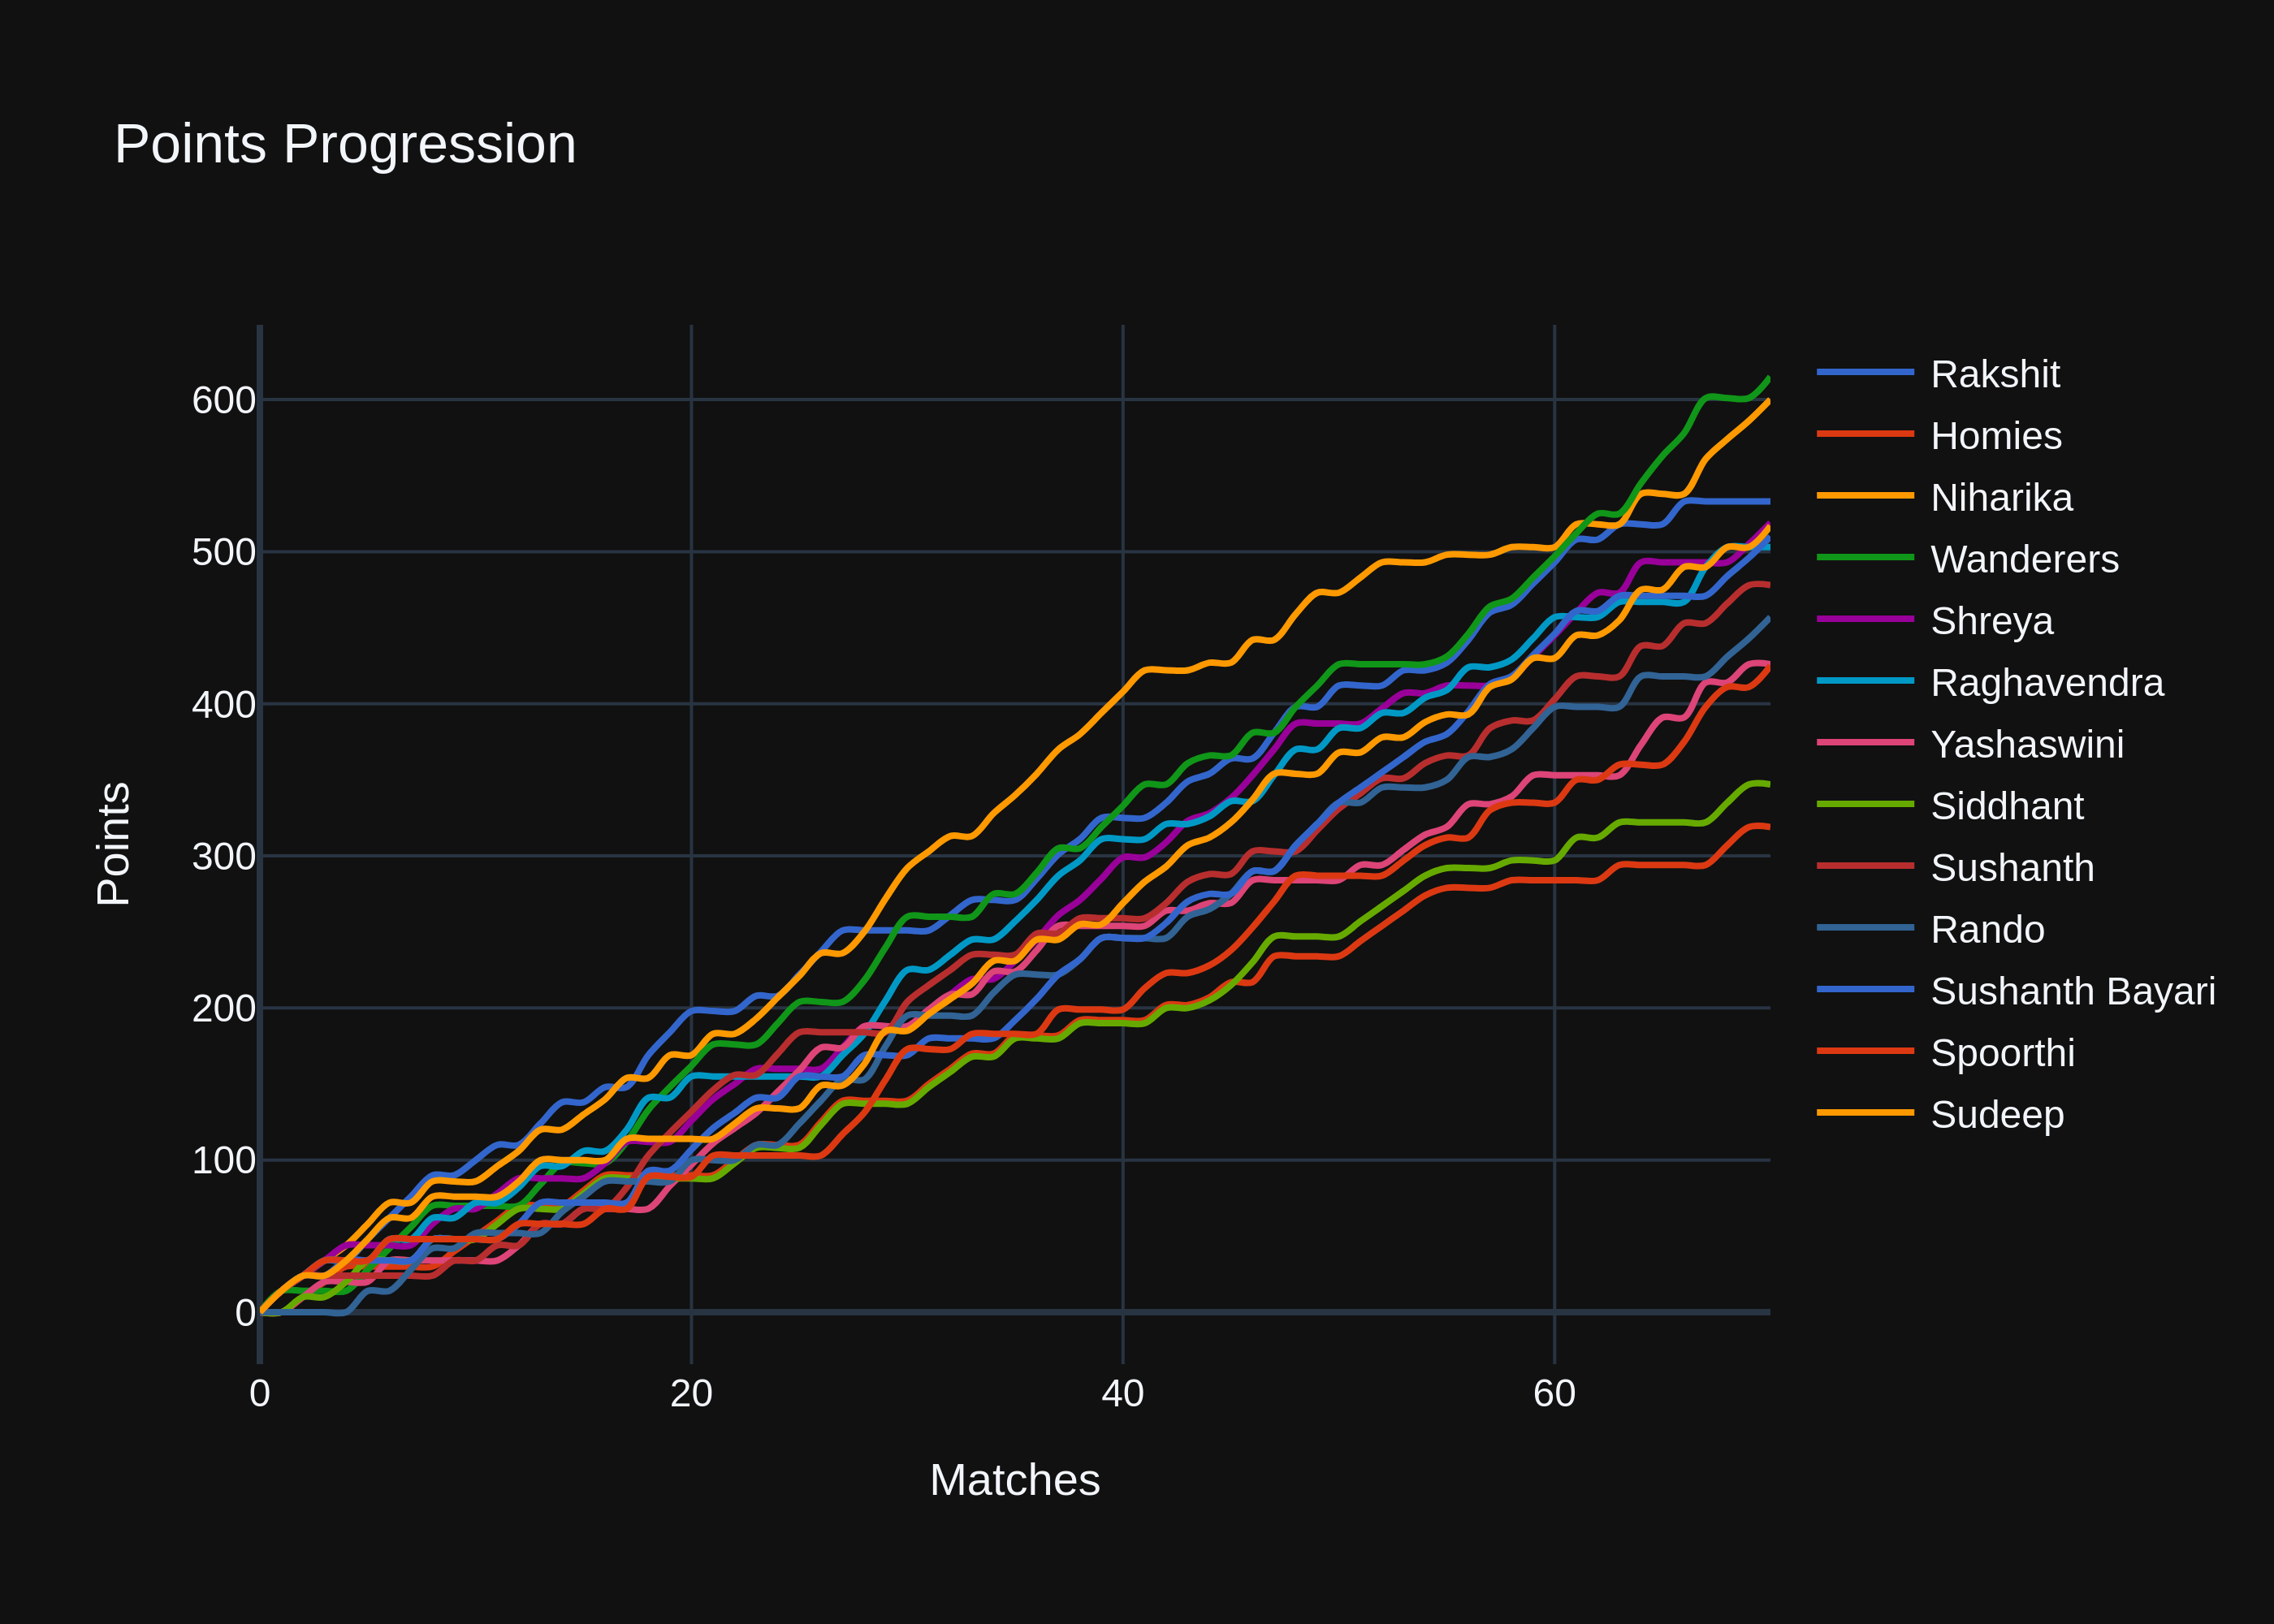 Points Progression
600
500
400
300
200
100
0
Points
0 20 40 60
Matches
Rakshit
Homies
Niharika
Wanderers
Shreya
Raghavendra
Yashaswini
Siddhant
Sushanth
Rando
Sushanth Bayari
Spoorthi
Sudeep